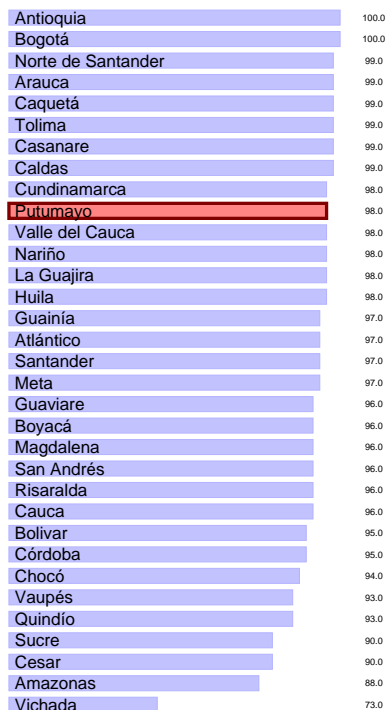 Antioquia 100.0
Bogotá 100.0
Norte de Santander 99.0
Arauca 99.0
Caquetá 99.0
Tolima 99.0
Casanare 99.0
Caldas 99.0
Cundinamarca 98.0
Putumayo 98.0
Valle del Cauca 98.0
Nariño 98.0
La Guajira 98.0
Huila 98.0
Guainía 97.0
Atlántico 97.0
Santander 97.0
Meta 97.0
Guaviare 96.0
Boyacá 96.0
Magdalena 96.0
San Andrés 96.0
Risaralda 96.0
Cauca 96.0
Bolivar 95.0
Córdoba 95.0
Chocó 94.0
Vaupés 93.0
Quindío 93.0
Sucre 90.0
Cesar 90.0
Amazonas 88.0
Vichada 73.0